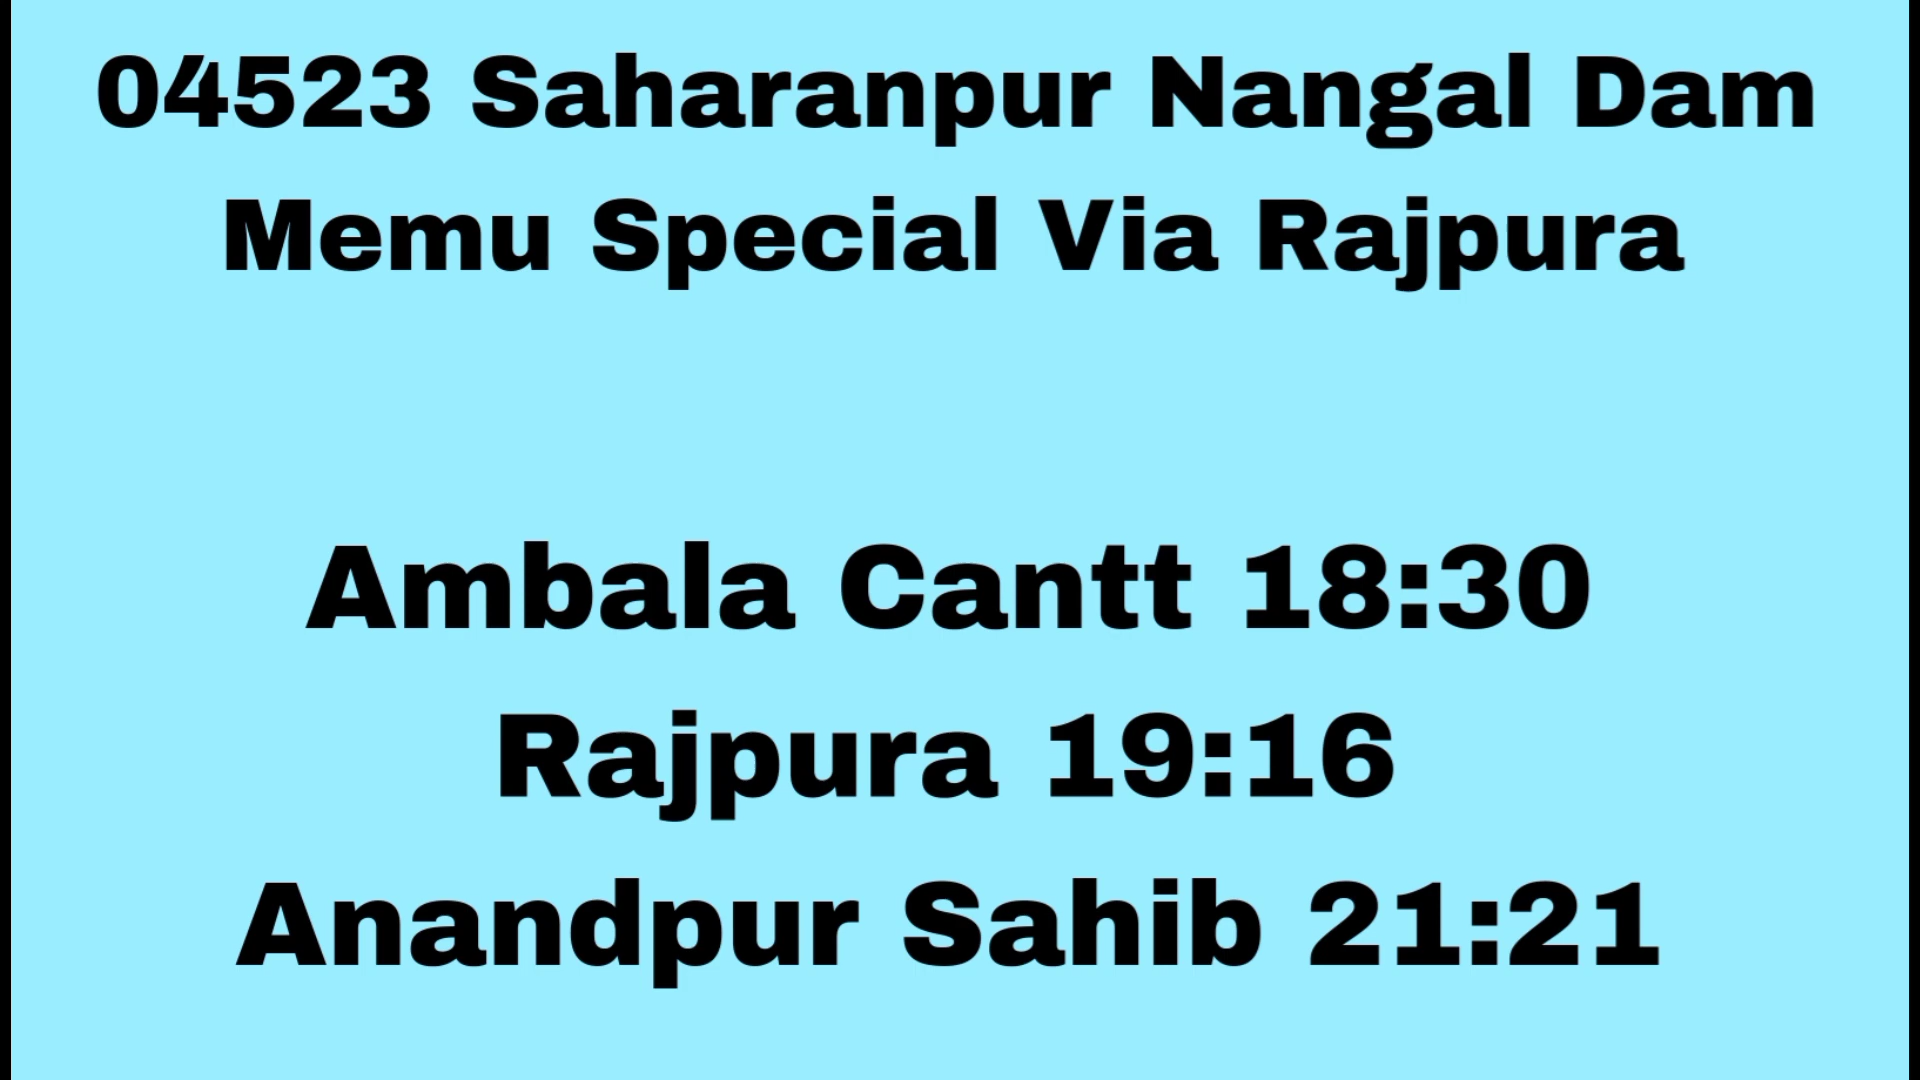 04523 Saharanpur Nangal Dam
Memu Special Via Rajpura
Ambala Cantt 18:30
Rajpura 19:16
Anandpur Sahib 21:21